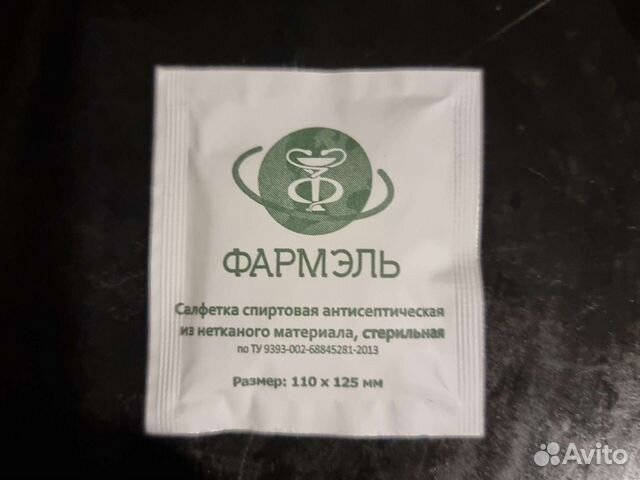 ФАРМЭЛЬ
Салфетка спиртовая антисептическая
из нетканого материала, стерильная
по ТУ 9393-002-68845281-2013
Размер: 110 х 125 мм
Avito